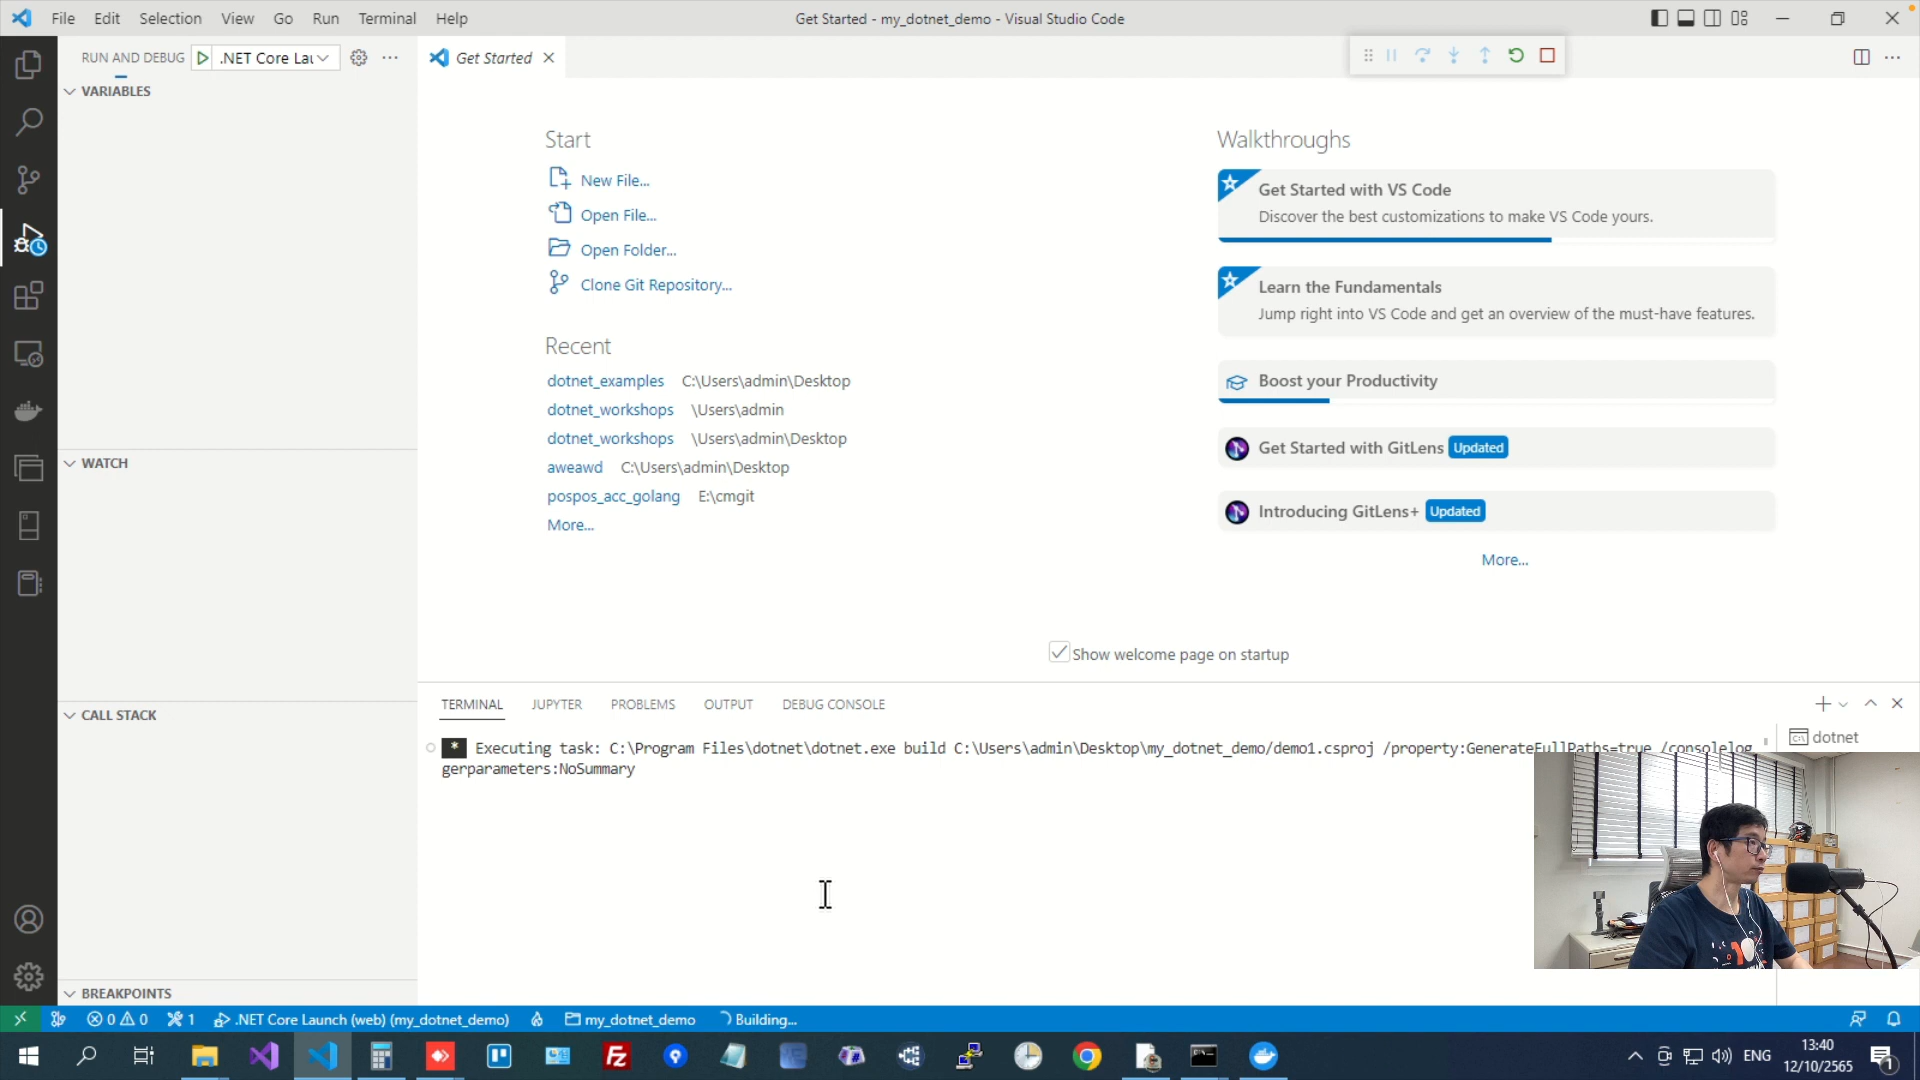 File Edit Selection View Go Run Terminal Help
Get Started - my_dotnet_demo - Visual Studio Code
RUN AND DEBUG
.NET Core Lau
Get Started
VARIABLES
WATCH
CALL STACK
BREAKPOINTS
Start
New File...
Open File...
Open Folder...
Clone Git Repository...
Recent
dotnet_examples C:\Users\admin\Desktop
dotnet_workshops \Users\admin
dotnet_workshops \Users\admin\Desktop
aweawd C:\Users\admin\Desktop
pospos_acc_golang E:\cmgit
More...
Walkthroughs
Get Started with VS Code
Discover the best customizations to make VS Code yours.
Learn the Fundamentals
Jump right into VS Code and get an overview of the must-have features.
Boost your Productivity
Get Started with GitLens Updated
Introducing GitLens+ Updated
More...
Show welcome page on startup
TERMINAL JUPYTER PROBLEMS OUTPUT DEBUG CONSOLE
* Executing task: C:\Program Files\dotnet\dotnet.exe build C:\Users\admin\Desktop\my_dotnet_demo/demo1.csproj /property:GenerateFullPaths=true /consolelog
gerparameters:NoSummary
dotnet
0 0 1 .NET Core Launch (web) (my_dotnet_demo) my_dotnet_demo Building...
ENG
13:40
12/10/2565
1